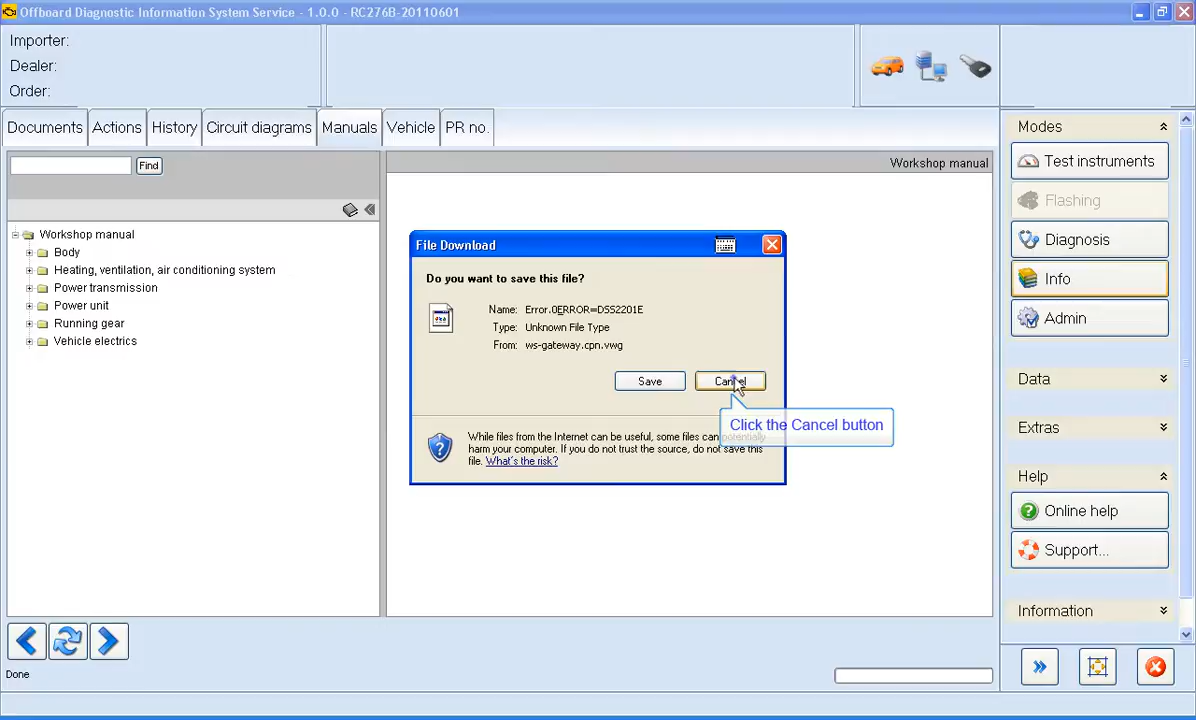 Offboard Diagnostic Information System Service - 1.0.0 - RC276B-20110601
Importer:
Dealer:
Order:
Documents
Actions
History
Circuit diagrams
Manuals
Vehicle
PR no.
Find
Workshop manual
Workshop manual
Body
Heating, ventilation, air conditioning system
Power transmission
Power unit
Running gear
Vehicle electrics
File Download
Do you want to save this file?
Name: Error.0ERROR=DSS2201E
Type: Unknown File Type
From: ws-gateway.cpn.vwg
Save
Cancel
Click the Cancel button
While files from the Internet can be useful, some files can potentially
harm your computer. If you do not trust the source, do not save this
file. What's the risk?
Modes
Test instruments
Flashing
Diagnosis
Info
Admin
Data
Extras
Help
Online help
Support...
Information
Done